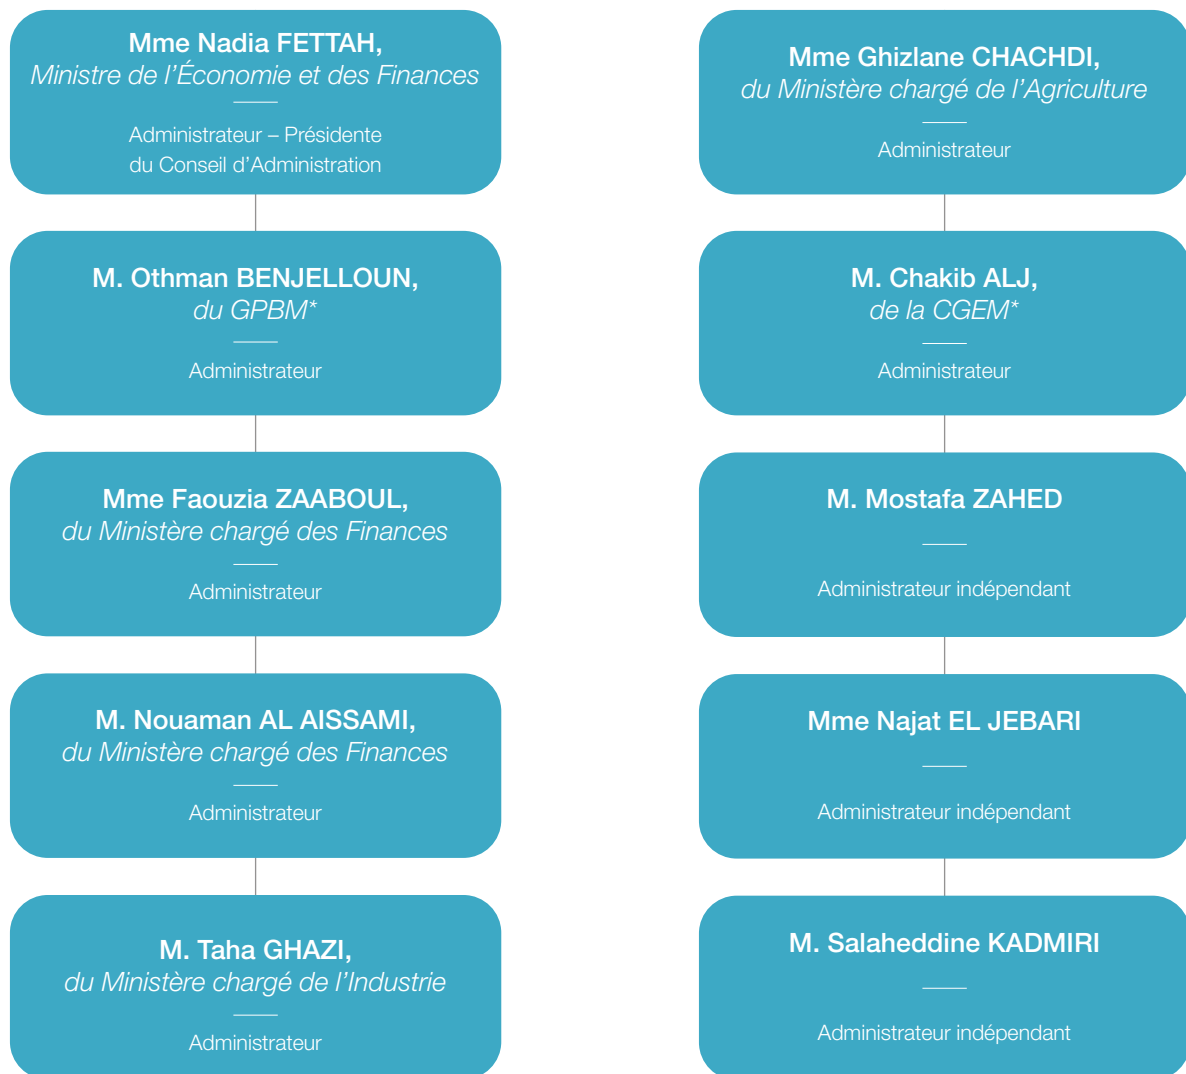 Mme Nadia FETTAH,
Ministre de l'Économie et des Finances
Administrateur – Présidente
du Conseil d'Administration
M. Othman BENJELLOUN,
du GPBM*
Administrateur
Mme Faouzia ZAABOUL,
du Ministère chargé des Finances
Administrateur
M. Nouaman AL AISSAMI,
du Ministère chargé des Finances
Administrateur
M. Taha GHAZI,
du Ministère chargé de l'Industrie
Administrateur
Mme Ghizlane CHACHDI,
du Ministère chargé de l'Agriculture
Administrateur
M. Chakib ALJ,
de la CGEM*
Administrateur
M. Mostafa ZAHED
Administrateur indépendant
Mme Najat EL JEBARI
Administrateur indépendant
M. Salaheddine KADMIRI
Administrateur indépendant